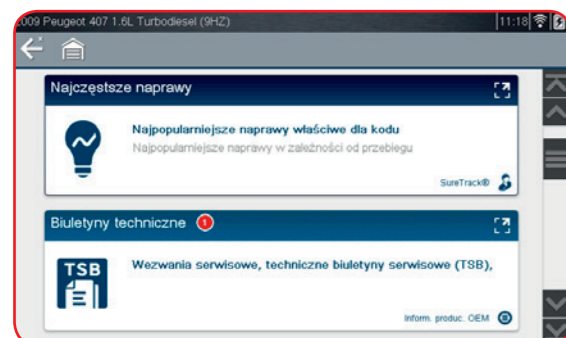 2009 Peugeot 407 1.6L Turbodiesel (9HZ) 11:18
Najczęstsze naprawy
Najpopularniejsze naprawy właściwe dla kodu
Najpopularniejsze naprawy w zależności od przebiegu
SureTrack®
Biuletyny techniczne 1
TSB
Wezwania serwisowe, techniczne biuletyny serwisowe (TSB),
Inform. produc. OEM